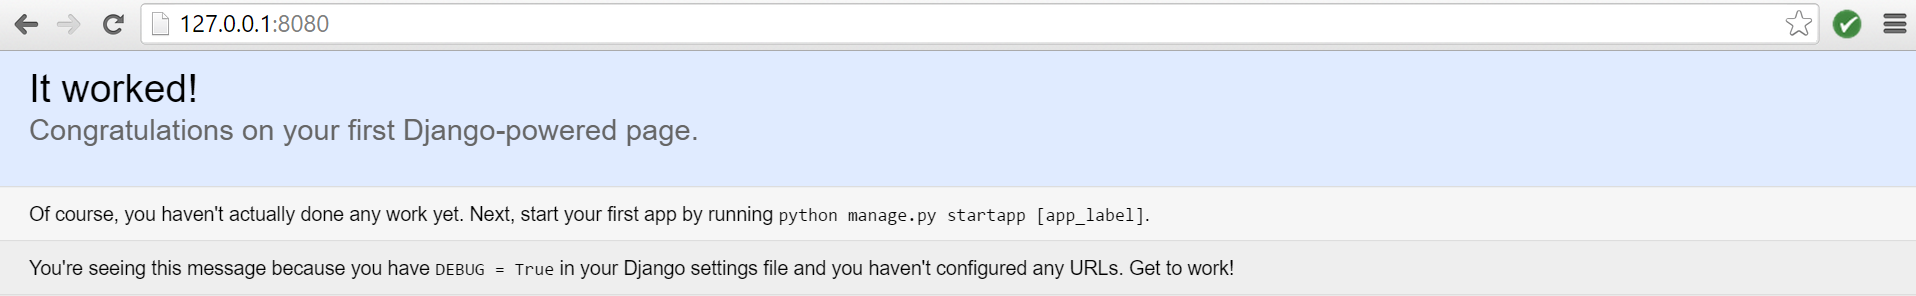 127.0.0.1:8080
It worked!
Congratulations on your first Django-powered page.
Of course, you haven't actually done any work yet. Next, start your first app by running python manage.py startapp [app_label].
You're seeing this message because you have DEBUG = True in your Django settings file and you haven't configured any URLs. Get to work!